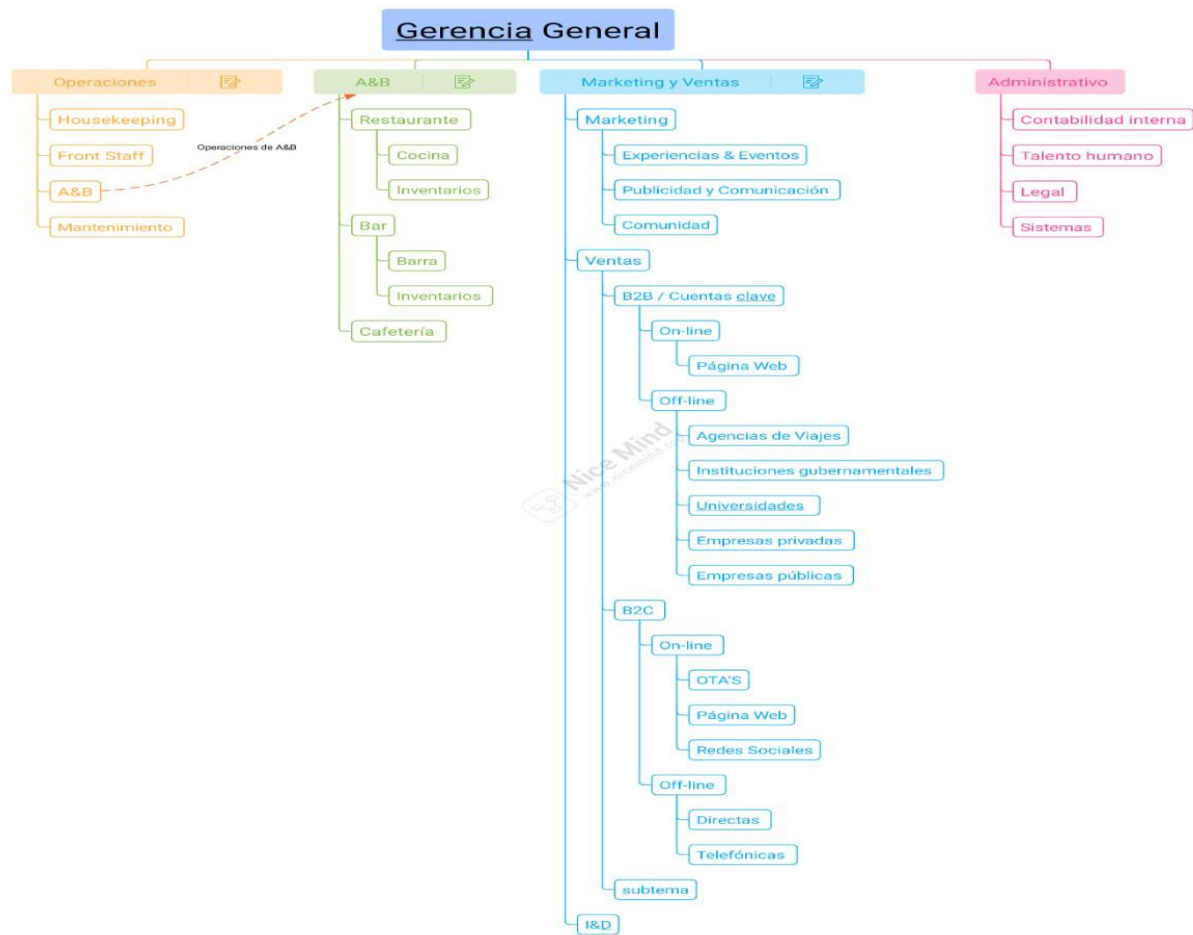 Gerencia General
Operaciones
Housekeeping
Front Staff
A&B
Mantenimiento
Operaciones de A&B
A&B
Restaurante
Cocina
Inventarios
Bar
Barra
Inventarios
Cafetería
Marketing y Ventas
Marketing
Experiencias & Eventos
Publicidad y Comunicación
Comunidad
Ventas
B2B / Cuentas clave
On-line
Página Web
Off-line
Agencias de Viajes
Instituciones gubernamentales
Universidades
Empresas privadas
Empresas públicas
B2C
On-line
OTA'S
Página Web
Redes Sociales
Off-line
Directas
Telefónicas
subtema
I&D
Administrativo
Contabilidad interna
Talento humano
Legal
Sistemas
Nice Mind